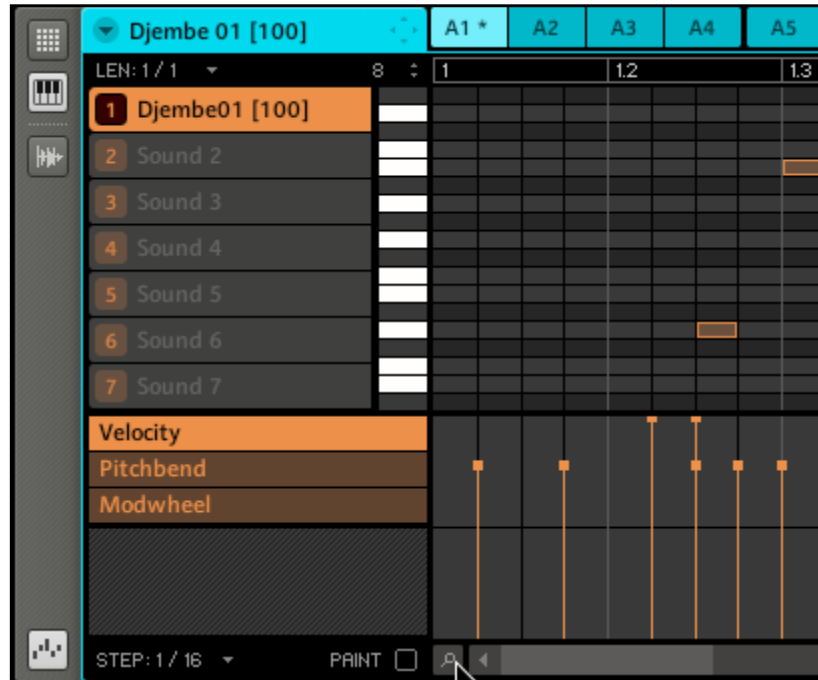 Djembe 01 [100]
A1 * A2 A3 A4 A5
LEN: 1 / 1 8
1 1.2 1.3
1 Djembe01 [100]
2 Sound 2
3 Sound 3
4 Sound 4
5 Sound 5
6 Sound 6
7 Sound 7
Velocity
Pitchbend
Modwheel
STEP: 1 / 16 PAINT